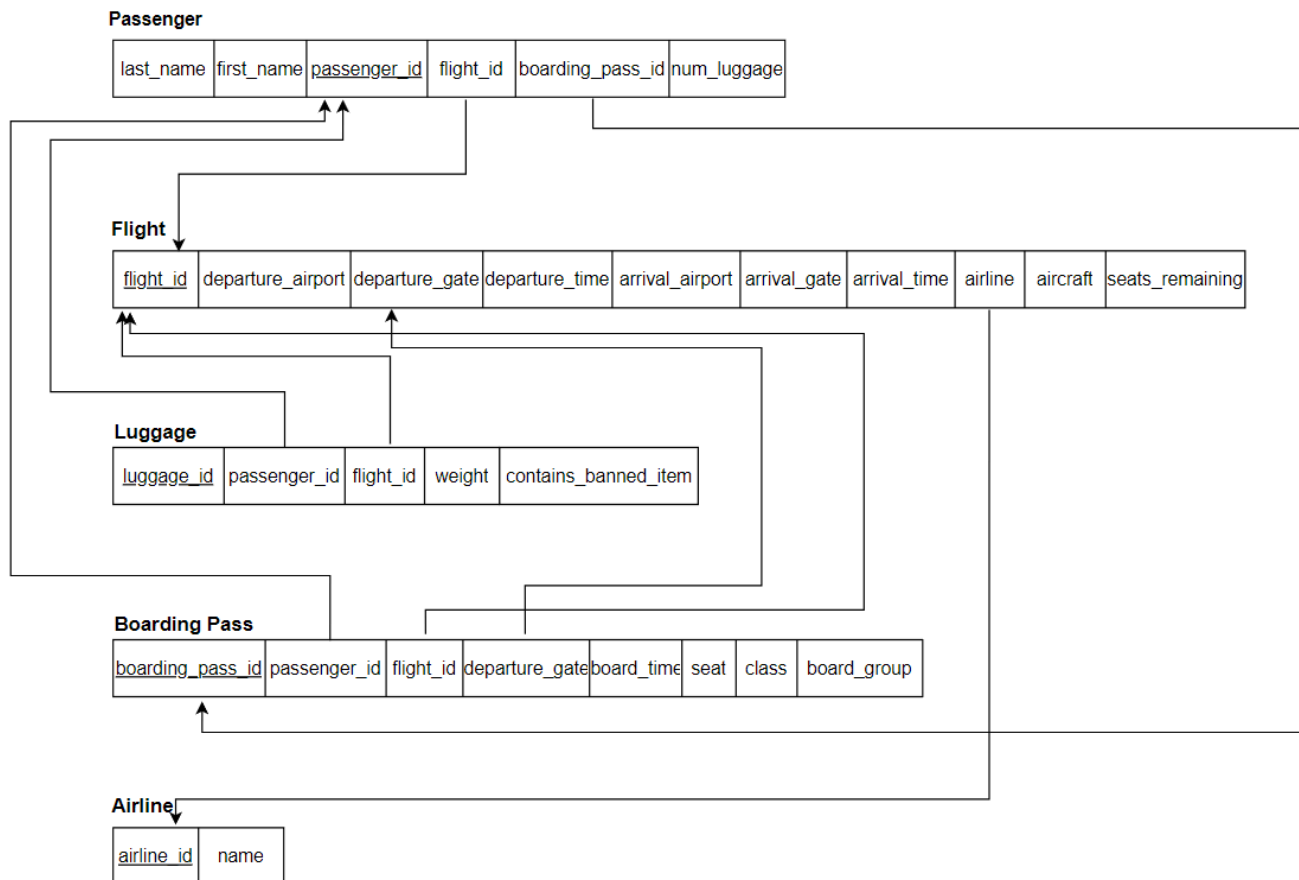 Passenger
last_name first_name passenger_id flight_id boarding_pass_id num_luggage
Flight
flight_id departure_airport departure_gate departure_time arrival_airport arrival_gate arrival_time airline aircraft seats_remaining
Luggage
luggage_id passenger_id flight_id weight contains_banned_item
Boarding Pass
boarding_pass_id passenger_id flight_id departure_gate board_time seat class board_group
Airline
airline_id name